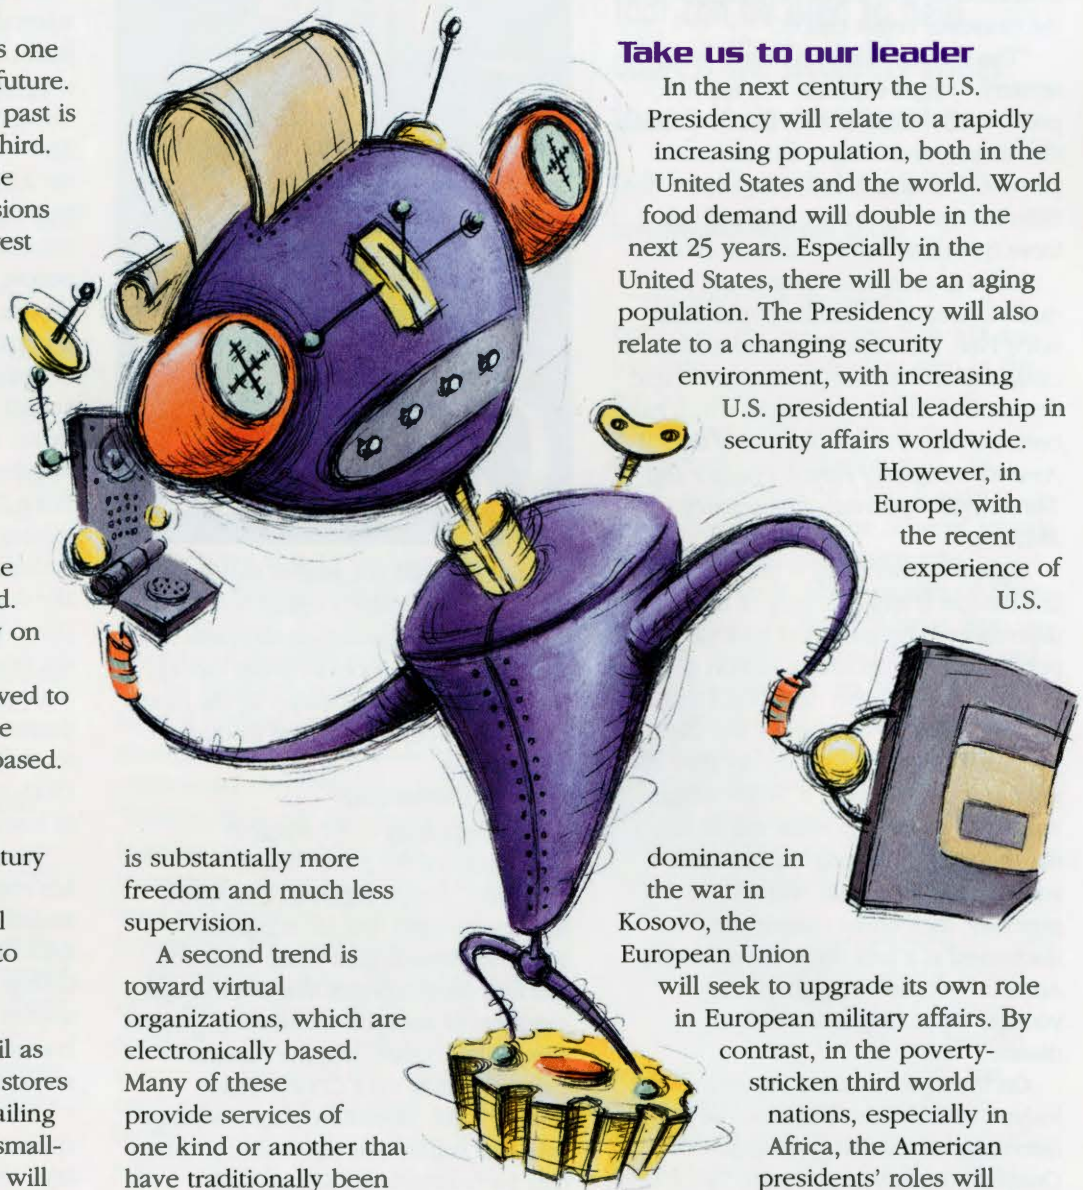 s one
future.
past is
hird.
e
sions
rest
e
d.
on
ved to
e
based.
tury
l
to
il as
stores
ailing
small-
will
is substantially more
freedom and much less
supervision.
A second trend is
toward virtual
organizations, which are
electronically based.
Many of these
provide services of
one kind or another that
have traditionally been
Take us to our leader
In the next century the U.S.
Presidency will relate to a rapidly
increasing population, both in the
United States and the world. World
food demand will double in the
next 25 years. Especially in the
United States, there will be an aging
population. The Presidency will also
relate to a changing security
environment, with increasing
U.S. presidential leadership in
security affairs worldwide.
However, in
Europe, with
the recent
experience of
U.S.
dominance in
the war in
Kosovo, the
European Union
will seek to upgrade its own role
in European military affairs. By
contrast, in the poverty-
stricken third world
nations, especially in
Africa, the American
presidents' roles will